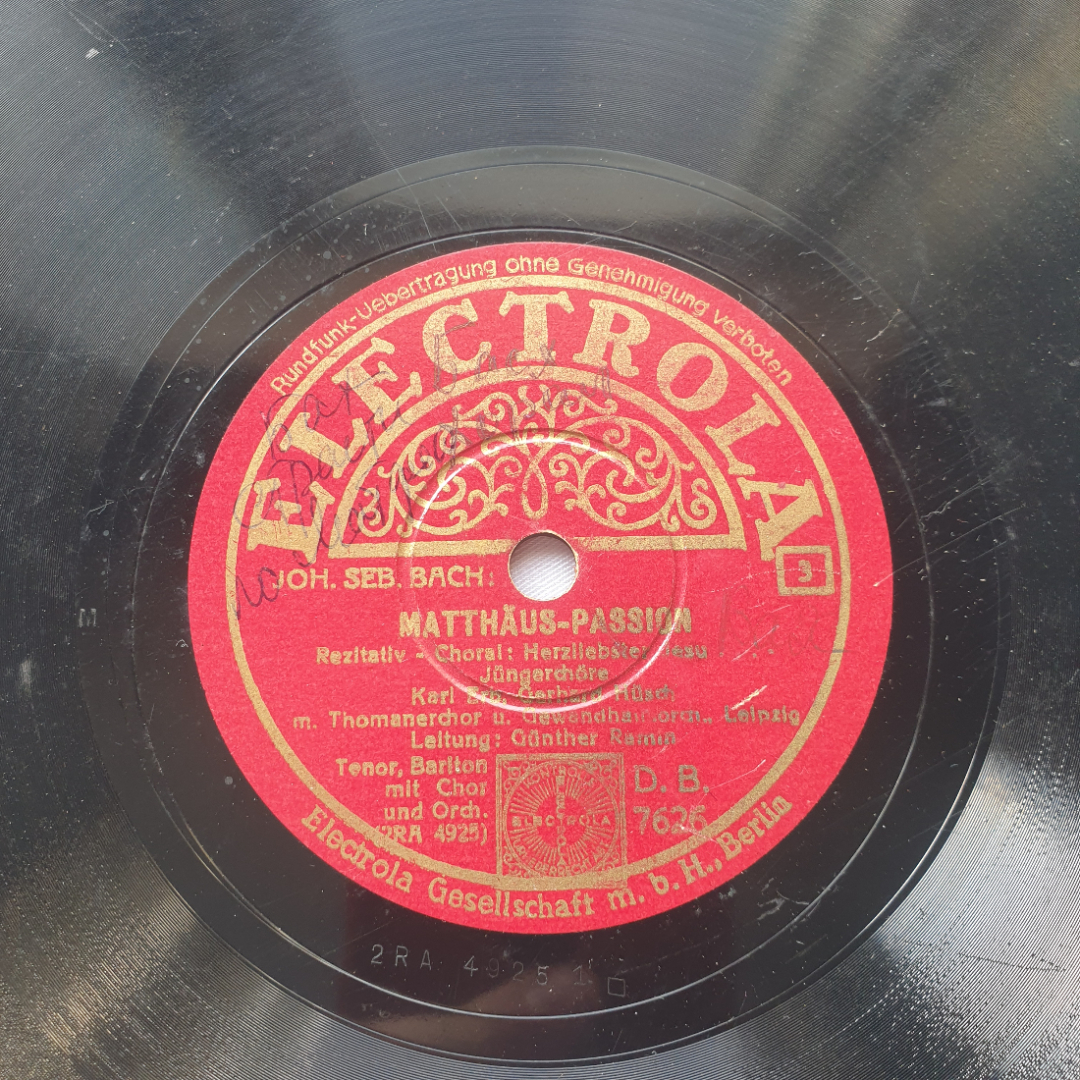 Rundfunk-Uebertragung ohne Genehmigung verboten
ELECTROLA
3
JOH. SEB. BACH:
MATTHÄUS-PASSION
Rezitativ - Choral: Herzliebster Jesu . . .
Jüngerchöre
Karl Erb, Gerhard Hüsch
m. Thomanerchor u. Gewandhausorch., Leipzig
Leitung: Günther Ramin
Tenor, Bariton
mit Chor
und Orch.
(2RA 4925)
ELECTROLA
D. B.
7625
Electrola Gesellschaft m. b. H., Berlin
M
2RA 4925 1